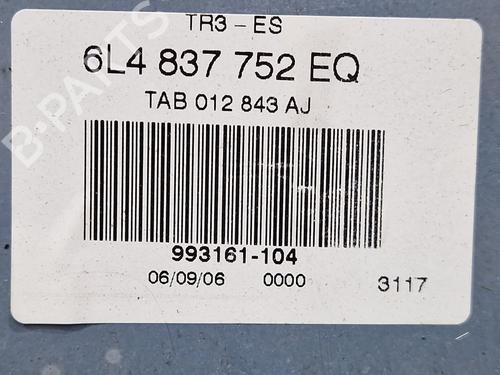 TR3 - ES
6L4 837 752 EQ
TAB 012 843 AJ
993161-104
06/09/06 0000 3117
B-PARTS